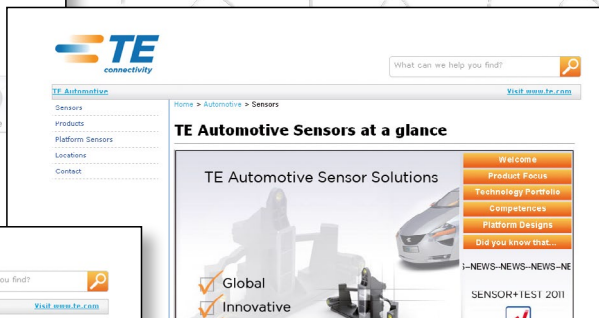 TE
connectivity
What can we help you find?
TE Automotive
Visit www.te.com
Home > Automotive > Sensors
Sensors
Products
Platform Sensors
Locations
Contact
TE Automotive Sensors at a glance
TE Automotive Sensor Solutions
Global
Innovative
Welcome
Product Focus
Technology Portfolio
Competences
Platform Designs
Did you know that...
S--NEWS--NEWS--NEWS--NE
SENSOR+TEST 2011
you find?
Visit www.te.com